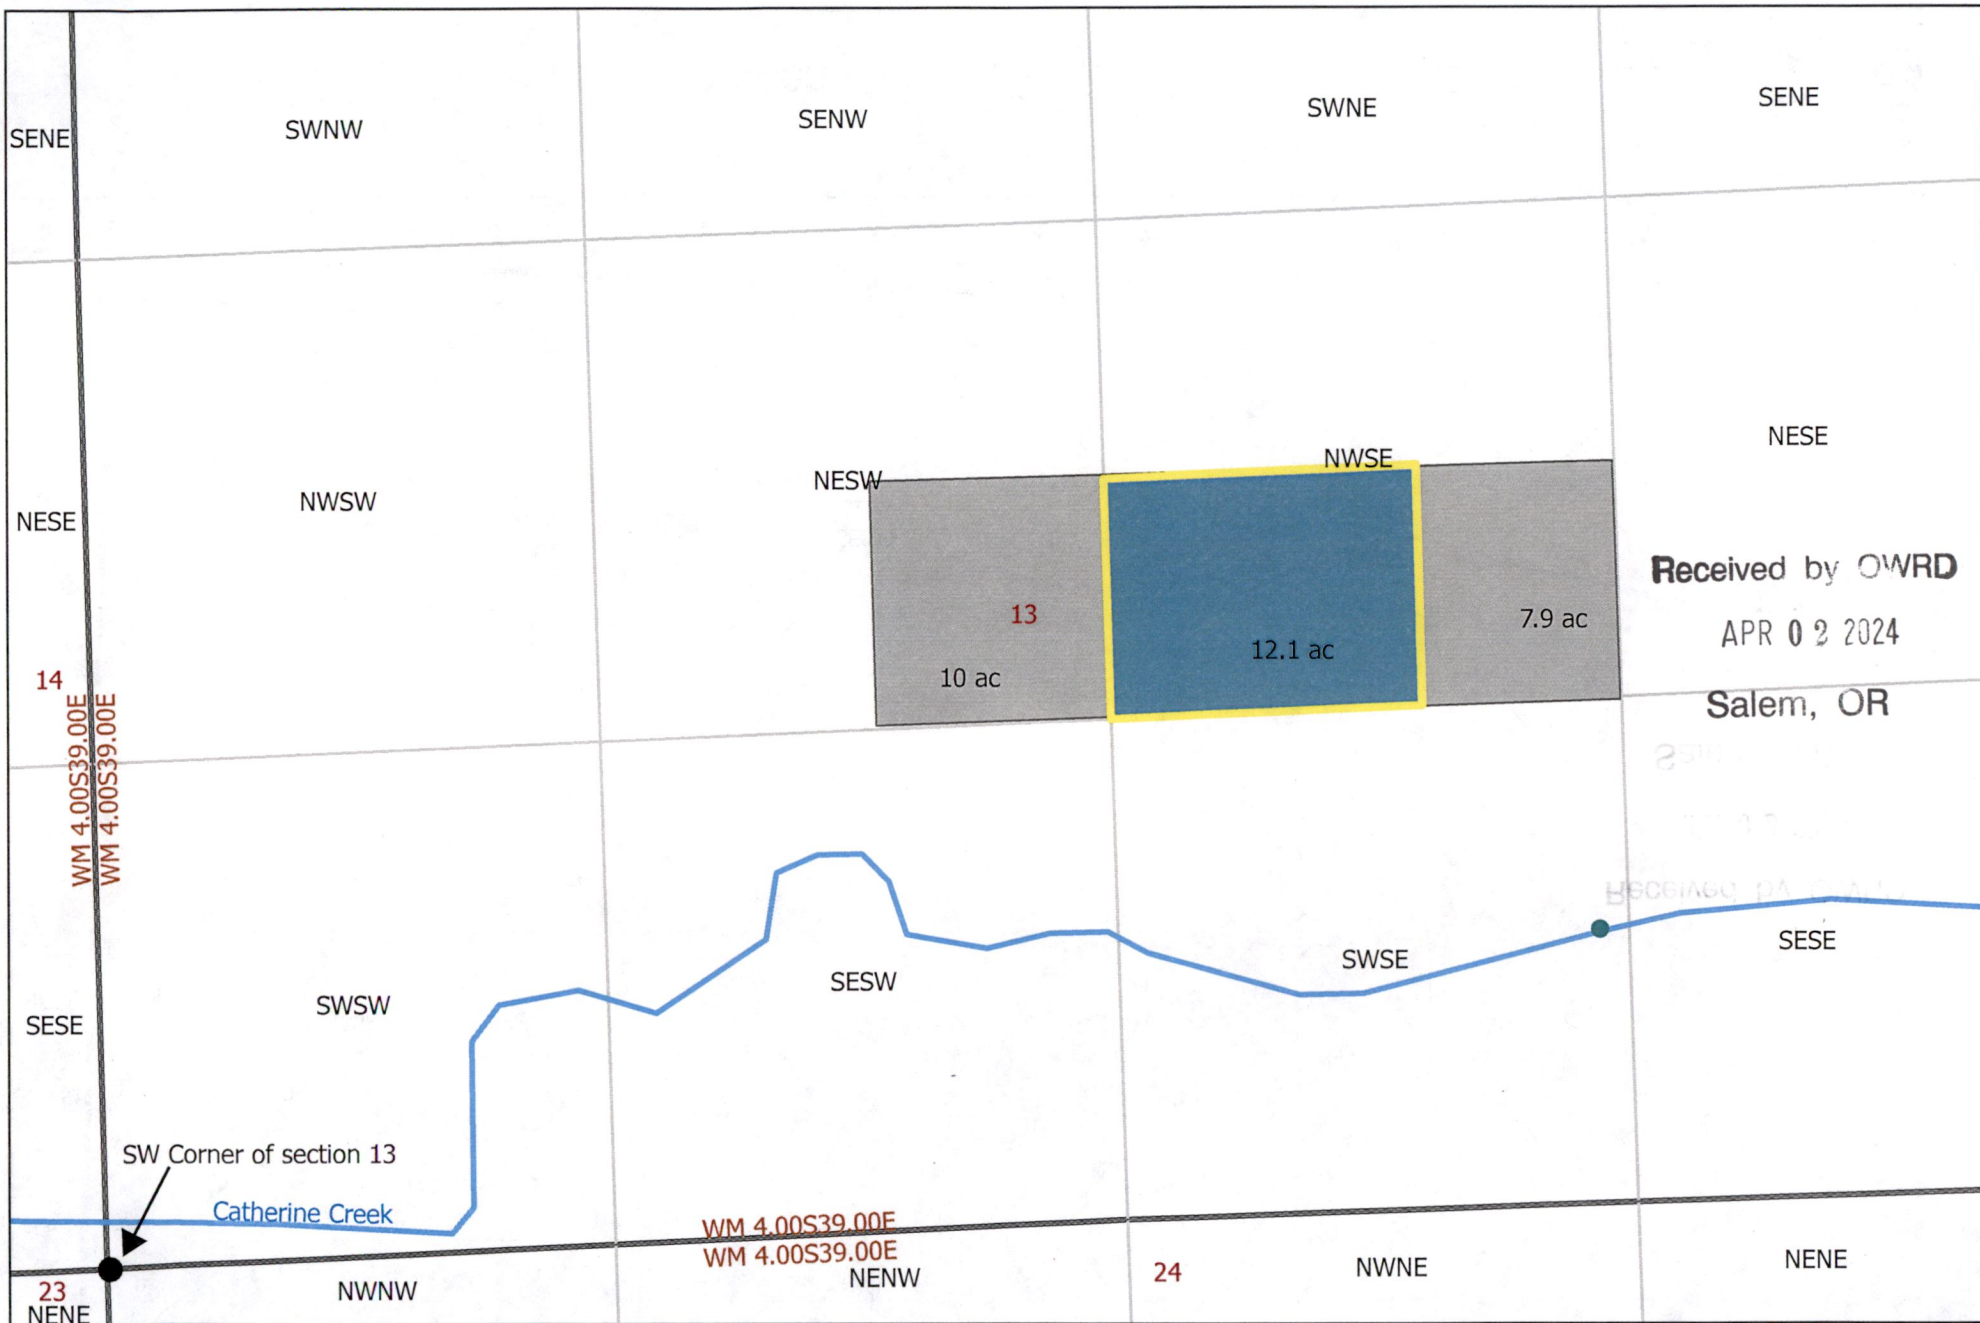 SENE
SWNW
SENW
SWNE
SENE
NESE
NWSW
NESW
NWSE
NESE
13
10 ac
12.1 ac
7.9 ac
Received by OWRD
APR 02 2024
Salem, OR
14
WM 4.00S39.00E
WM 4.00S39.00E
SESE
SWSW
SESW
SWSE
SESE
SW Corner of section 13
Catherine Creek
WM 4.00S39.00E
WM 4.00S39.00E
23
NENE
NWNW
NENW
24
NWNE
NENE